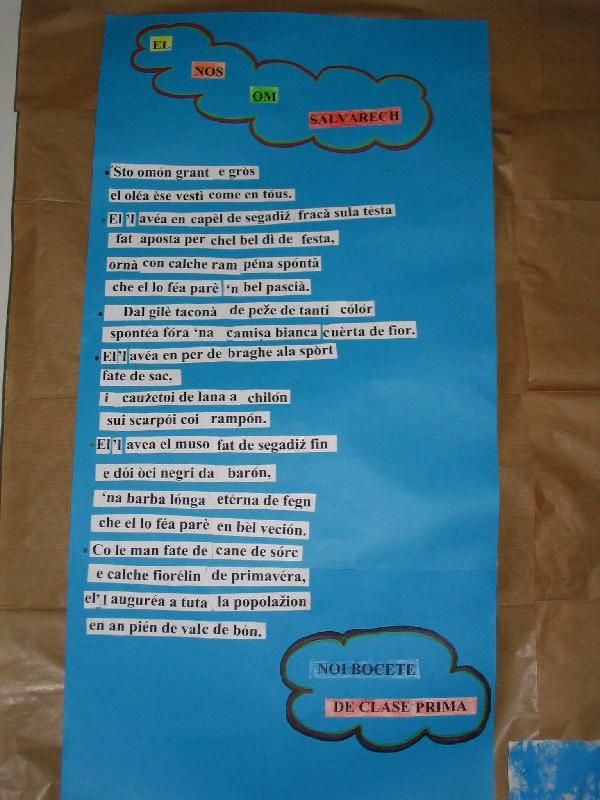 EL
NOS
OM
SALVARECH
'Sto omón grant e gròs
el oléa èse vestì come en tóus.
El'l avéa en capèl de segadiž fracà sula tèsta
fat aposta per chel bel dì de festa,
ornà con calche ram péna spóntà
che el lo féa parè 'n bel pascià.
Dal gilè taconà de peže de tanti cólór
spontéa fóra 'na camisa bianca cuèrta de fior.
El'l avéa en per de braghe ala spòrt
fate de sac,
i caužetoi de lana a chilón
sui scarpói coi rampón.
El'l avea el muso fat de segadiž fin
e dói òci negri da barón,
'na barba lónga etérna de fegn
che el lo féa parè en bèl veción.
Co le man fate de cane de sórc
e calche fiorélin de primavéra,
el'l auguréa a tuta la popolažion
en an pién de valc de bón.
NOI BOCETE
DE CLASE PRIMA